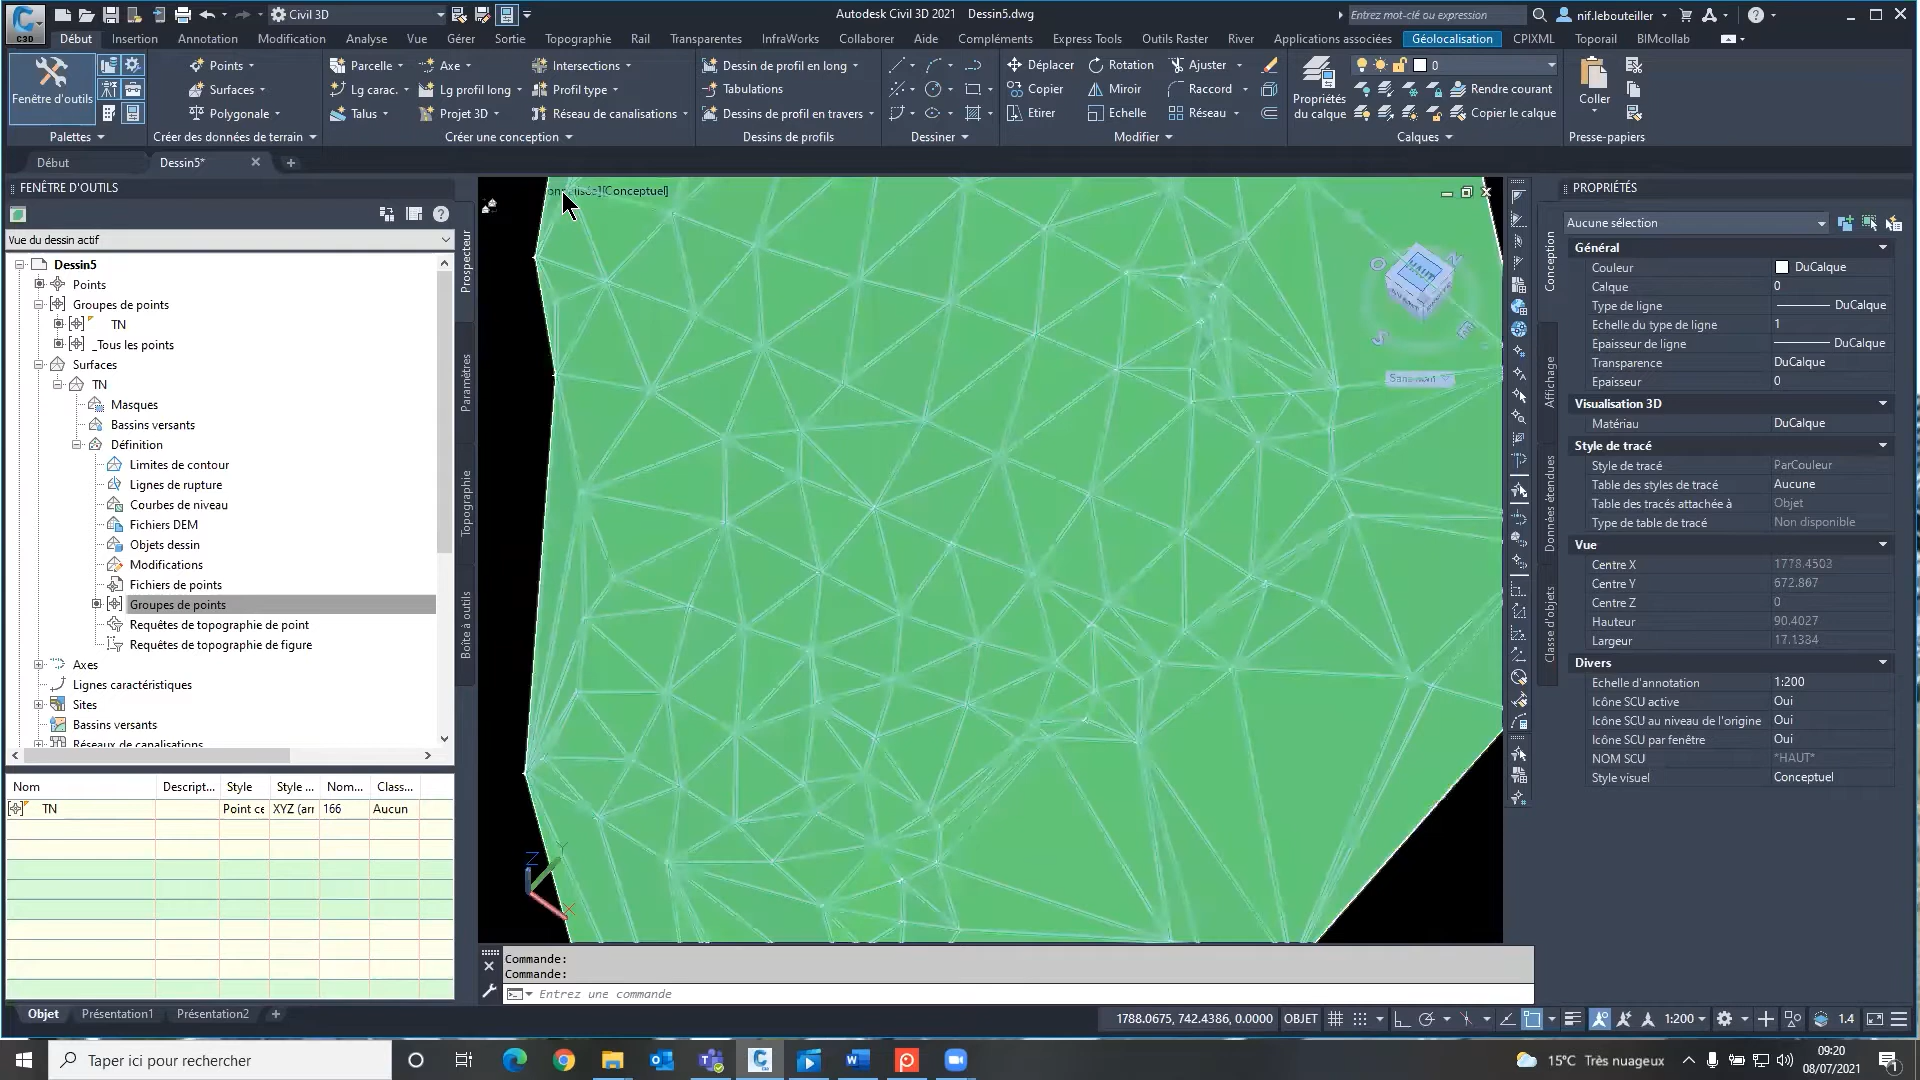 Civil 3D
Autodesk Civil 3D 2021 Dessin5.dwg
Entrez mot-clé ou expression
nif.lebouteiller
C3D
Début Insertion Annotation Modification Analyse Vue Gérer Sortie Topographie Rail Transparentes InfraWorks Collaborer Aide Compléments Express Tools Outils Raster River Applications associées Géolocalisation CPIXML Toporail BIMcollab
Fenêtre d'outils
Palettes
Points
Surfaces
Polygonale
Créer des données de terrain
Parcelle Axe Intersections
Lg carac. Lg profil long Profil type
Talus Projet 3D Réseau de canalisations
Créer une conception
Dessin de profil en long
Tabulations
Dessins de profil en travers
Dessins de profils
Dessiner
Déplacer Rotation Ajuster
Copier Miroir Raccord
Etirer Echelle Réseau
Modifier
Propriétés
du calque
0
Rendre courant
Copier le calque
Calques
Coller
Presse-papiers
Début Dessin5*
FENÊTRE D'OUTILS
Vue du dessin actif
Dessin5
Points
Groupes de points
TN
_Tous les points
Surfaces
TN
Masques
Bassins versants
Définition
Limites de contour
Lignes de rupture
Courbes de niveau
Fichiers DEM
Objets dessin
Modifications
Fichiers de points
Groupes de points
Requêtes de topographie de point
Requêtes de topographie de figure
Axes
Lignes caractéristiques
Sites
Bassins versants
Réseaux de canalisations
Prospecteur
Paramètres
Topographie
Boîte à outils
Nom Descript... Style Style ... Nom... Class...
TN Point ce XYZ (arr 166 Aucun
[Conceptuel]
HAUT
N
O
S
Z
Y
X
PROPRIÉTÉS
Conception
Affichage
Données étendues
Classe d'objets
Aucune sélection
Général
Couleur DuCalque
Calque 0
Type de ligne DuCalque
Echelle du type de ligne 1
Epaisseur de ligne DuCalque
Transparence DuCalque
Epaisseur 0
Visualisation 3D
Matériau DuCalque
Style de tracé
Style de tracé ParCouleur
Table des styles de tracé Aucune
Table des tracés attachée à Objet
Type de table de tracé Non disponible
Vue
Centre X 1778.4503
Centre Y 672.867
Centre Z 0
Hauteur 90.4027
Largeur 17.1334
Divers
Echelle d'annotation 1:200
Icône SCU active Oui
Icône SCU au niveau de l'origine Oui
Icône SCU par fenêtre Oui
NOM SCU *HAUT*
Style visuel Conceptuel
Commande:
Commande:
Entrez une commande
Objet Présentation1 Présentation2
1788.0675, 742.4386, 0.0000 OBJET 1:200 1.4
Taper ici pour rechercher
15°C Très nuageux
09:20
08/07/2021
1